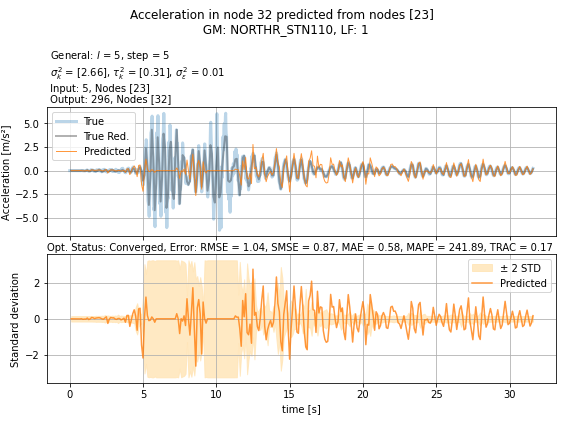 Acceleration in node 32 predicted from nodes [23]
GM: NORTHR_STN110, LF: 1
General: l = 5, step = 5
σ²ₖ = [2.66], τ²ₖ = [0.31], σ²ε = 0.01
Input: 5, Nodes [23]
Output: 296, Nodes [32]
True
True Red.
Predicted
Acceleration [m/s²]
5.0
2.5
0.0
−2.5
−5.0
Opt. Status: Converged, Error: RMSE = 1.04, SMSE = 0.87, MAE = 0.58, MAPE = 241.89, TRAC = 0.17
± 2 STD
Predicted
Standard deviation
2
0
−2
0 5 10 15 20 25 30
time [s]